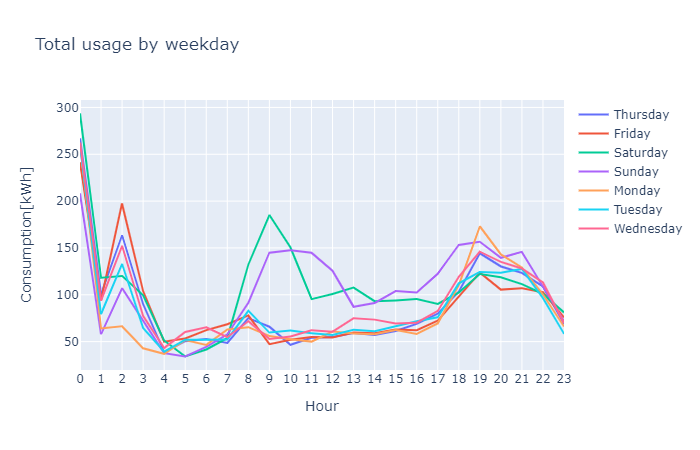 Total usage by weekday
300
250
200
150
100
50
Consumption[kWh]
0 1 2 3 4 5 6 7 8 9 10 11 12 13 14 15 16 17 18 19 20 21 22 23
Hour
Thursday
Friday
Saturday
Sunday
Monday
Tuesday
Wednesday